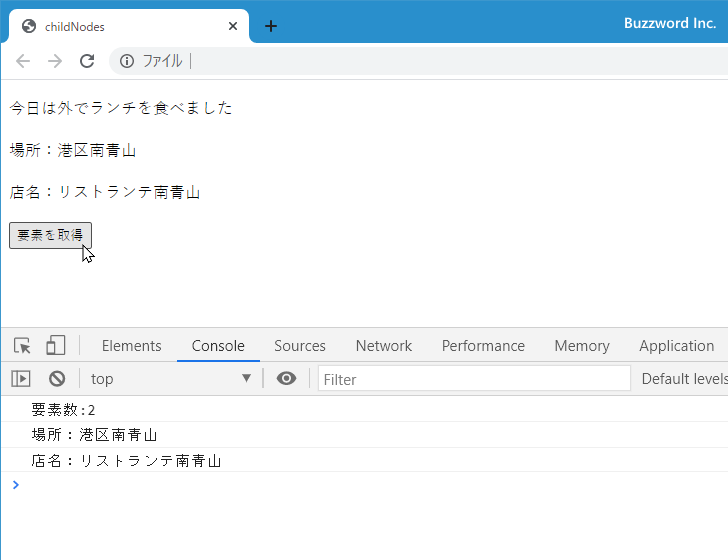 childNodes
Buzzword Inc.
ファイル
今日は外でランチを食べました
場所：港区南青山
店名：リストランテ南青山
要素を取得
Elements Console Sources Network Performance Memory Application
top Filter Default levels
要素数:2
場所：港区南青山
店名：リストランテ南青山